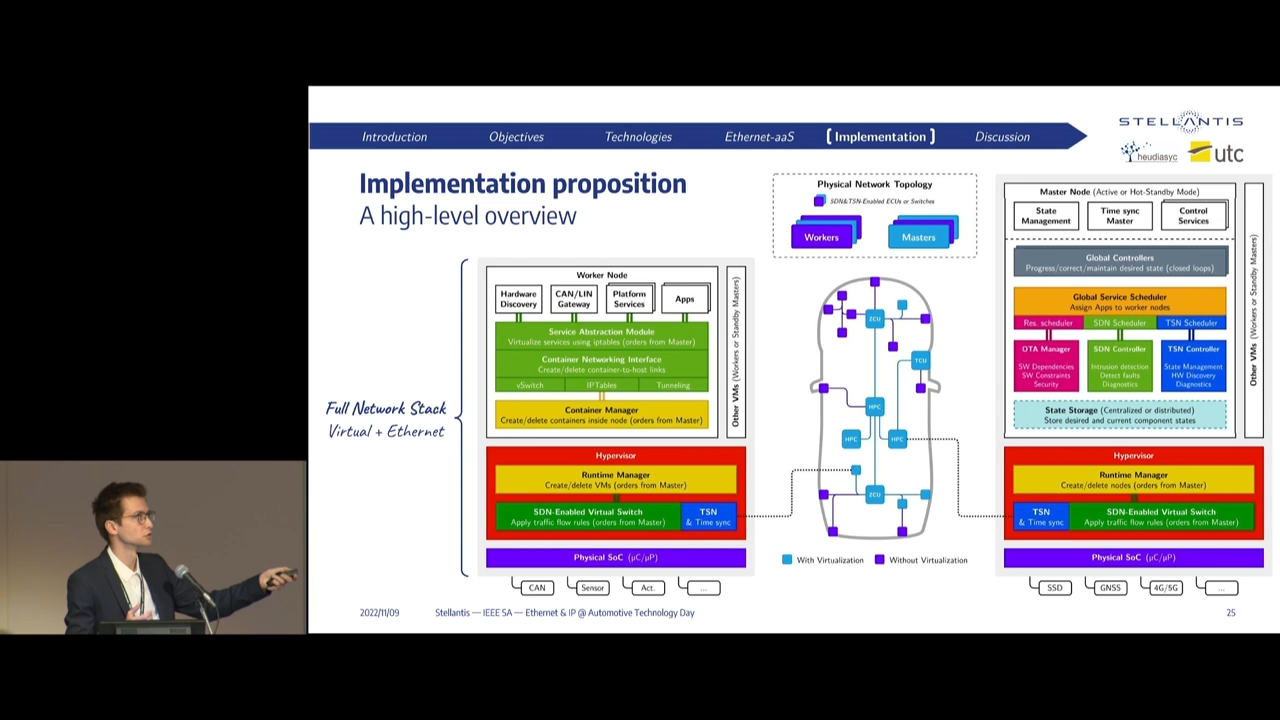 Introduction
Objectives
Technologies
Ethernet-aaS
[ Implementation ]
Discussion
STELLANTIS
heudiasyc
utc
Implementation proposition
A high-level overview
Physical Network Topology
SDN&TSN-Enabled ECUs or Switches
Workers
Masters
Full Network Stack
Virtual + Ethernet
Worker Node
Hardware
Discovery
CAN/LIN
Gateway
Platform
Services
Apps
Service Abstraction Module
Virtualize services using iptables (orders from Master)
Container Networking Interface
Create/delete container-to-host links
vSwitch
IPTables
Tunneling
Container Manager
Create/delete containers inside node (orders from Master)
Other VMs (Workers or Standby Masters)
Hypervisor
Runtime Manager
Create/delete VMs (orders from Master)
SDN-Enabled Virtual Switch
Apply traffic flow rules (orders from Master)
TSN
& Time sync
Physical SoC (μC/μP)
CAN
Sensor
Act.
...
ZCU
TCU
HPC
HPC
HPC
ZCU
With Virtualization
Without Virtualization
Master Node (Active or Hot-Standby Mode)
State
Management
Time sync
Master
Control
Services
Global Controllers
Progress/correct/maintain desired state (closed loops)
Global Service Scheduler
Assign Apps to worker nodes
Res. scheduler
SDN Scheduler
TSN Scheduler
OTA Manager
SW Dependencies
SW Constraints
Security
SDN Controller
Intrusion detection
Detect faults
Diagnostics
TSN Controller
State Management
HW Discovery
Diagnostics
State Storage (Centralized or distributed)
Store desired and current component states
Other VMs (Workers or Standby Masters)
Hypervisor
Runtime Manager
Create/delete nodes (orders from Master)
TSN
& Time sync
SDN-Enabled Virtual Switch
Apply traffic flow rules (orders from Master)
Physical SoC (μC/μP)
SSD
GNSS
4G/5G
...
2022/11/09
Stellantis — IEEE SA — Ethernet & IP @ Automotive Technology Day
25